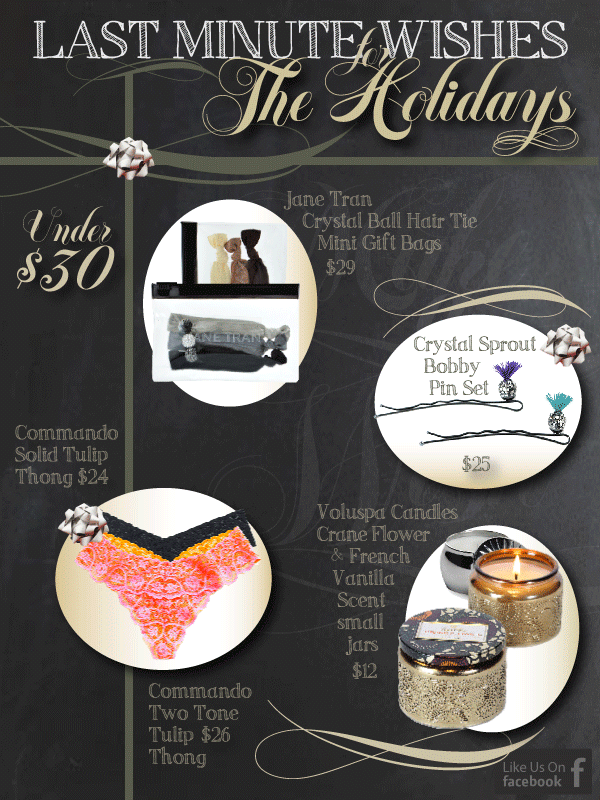 LAST MINUTE WISHES
for
The Holidays
Under
$30
Jane Tran
Crystal Ball Hair Tie
Mini Gift Bags
$29
JANE TRAN
Crystal Sprout
Bobby
Pin Set
$25
Commando
Solid Tulip
Thong $24
Voluspa Candles
Crane Flower
& French
Vanilla
Scent
small
jars
$12
Commando
Two Tone
Tulip $26
Thong
Like Us On
facebook
f